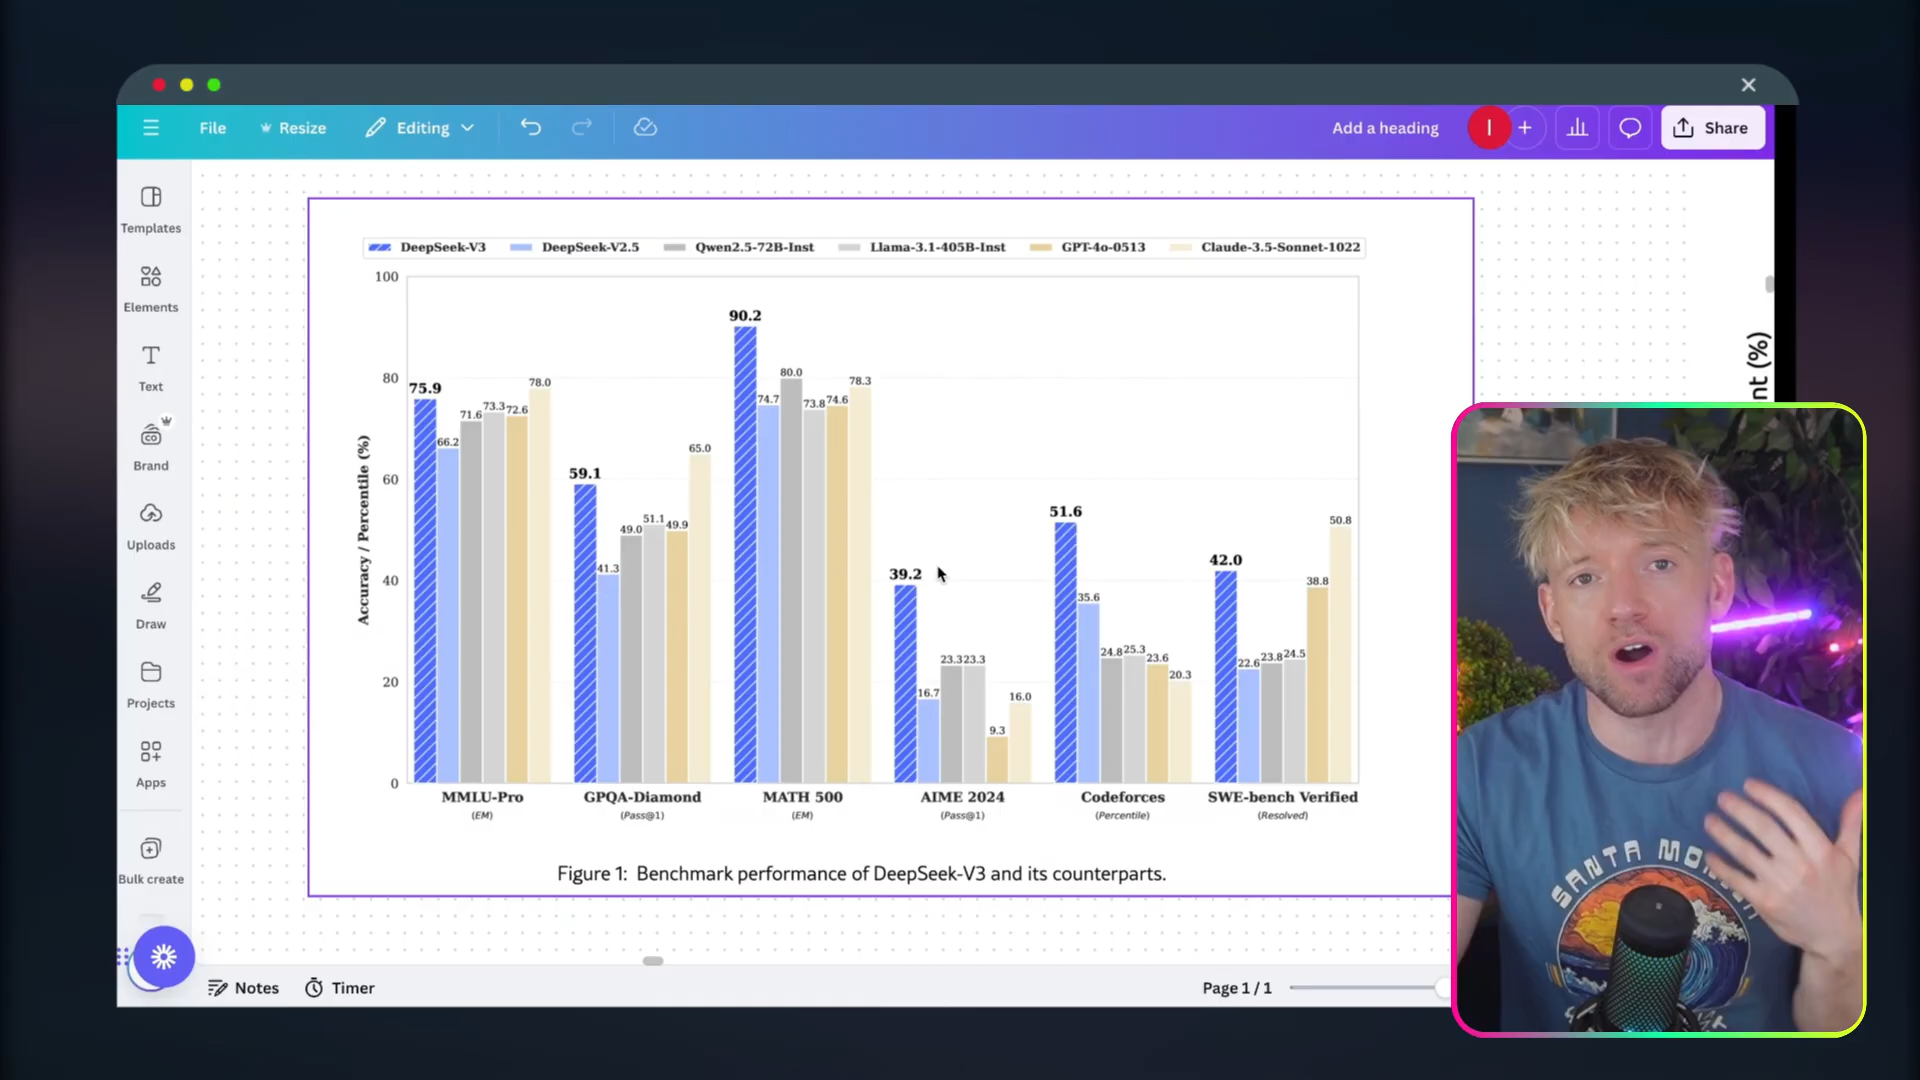 File
Resize
Editing
Add a heading
I
+
Share
Templates
Elements
Text
Brand
Uploads
Draw
Projects
Apps
Bulk create
DeepSeek-V3
DeepSeek-V2.5
Qwen2.5-72B-Inst
Llama-3.1-405B-Inst
GPT-4o-0513
Claude-3.5-Sonnet-1022
Accuracy / Percentile (%)
100
80
60
40
20
0
75.9
66.2
71.6
73.3
72.6
78.0
59.1
41.3
49.0
51.1
49.9
65.0
90.2
74.7
80.0
73.8
74.6
78.3
39.2
16.7
23.3
23.3
9.3
16.0
51.6
35.6
24.8
25.3
23.6
20.3
42.0
22.6
23.8
24.5
38.8
50.8
MMLU-Pro
(EM)
GPQA-Diamond
(Pass@1)
MATH 500
(EM)
AIME 2024
(Pass@1)
Codeforces
(Percentile)
SWE-bench Verified
(Resolved)
Figure 1: Benchmark performance of DeepSeek-V3 and its counterparts.
nt (%)
SANTA MO
Notes
Timer
Page 1 / 1